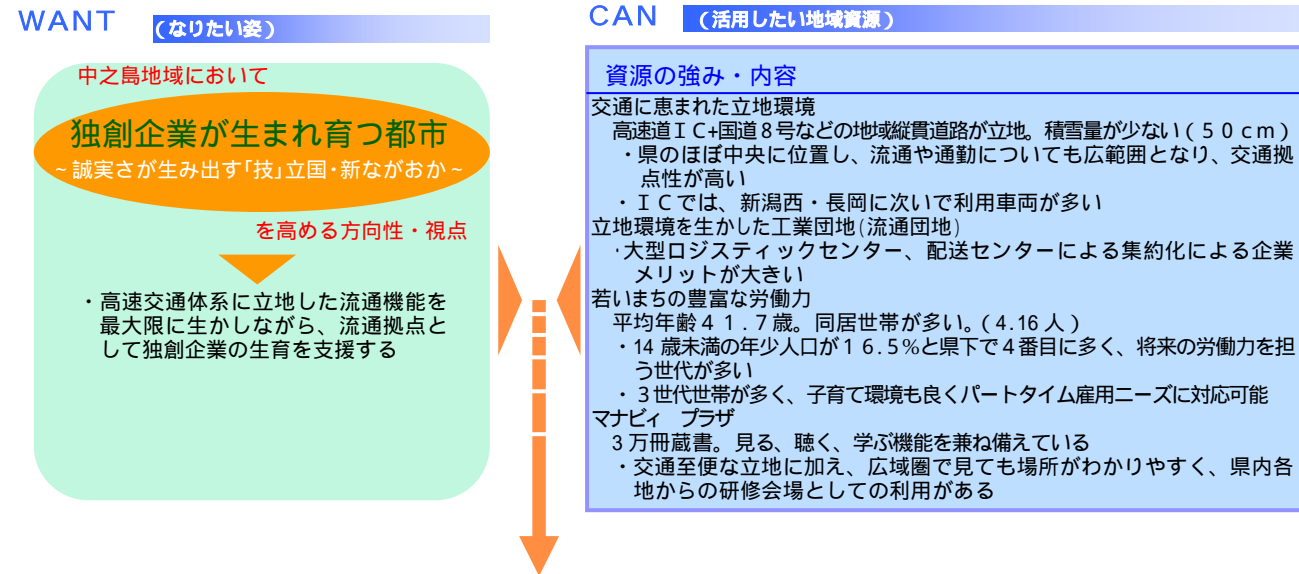 WANT
（なりたい姿）
中之島地域において
独創企業が生まれ育つ都市
~誠実さが生み出す「技」立国・新ながおか~
を高める方向性・視点
・高速交通体系に立地した流通機能を
最大限に生かしながら、流通拠点と
して独創企業の生育を支援する
CAN
（活用したい地域資源）
資源の強み・内容
交通に恵まれた立地環境
高速道ＩＣ+国道８号などの地域縦貫道路が立地。積雪量が少ない（５０ｃｍ）
・県のほぼ中央に位置し、流通や通勤についても広範囲となり、交通拠
点性が高い
・ＩＣでは、新潟西・長岡に次いで利用車両が多い
立地環境を生かした工業団地(流通団地)
･大型ロジスティックセンター、配送センターによる集約化による企業
メリットが大きい
若いまちの豊富な労働力
平均年齢４１.７歳。同居世帯が多い。(4.16人)
・14歳未満の年少人口が１６.５%と県下で４番目に多く、将来の労働力を担
う世代が多い
・３世代世帯が多く、子育て環境も良くパートタイム雇用ニーズに対応可能
マナビィ　プラザ
３万冊蔵書。見る、聴く、学ぶ機能を兼ね備えている
・交通至便な立地に加え、広域圏で見ても場所がわかりやすく、県内各
地からの研修会場としての利用がある